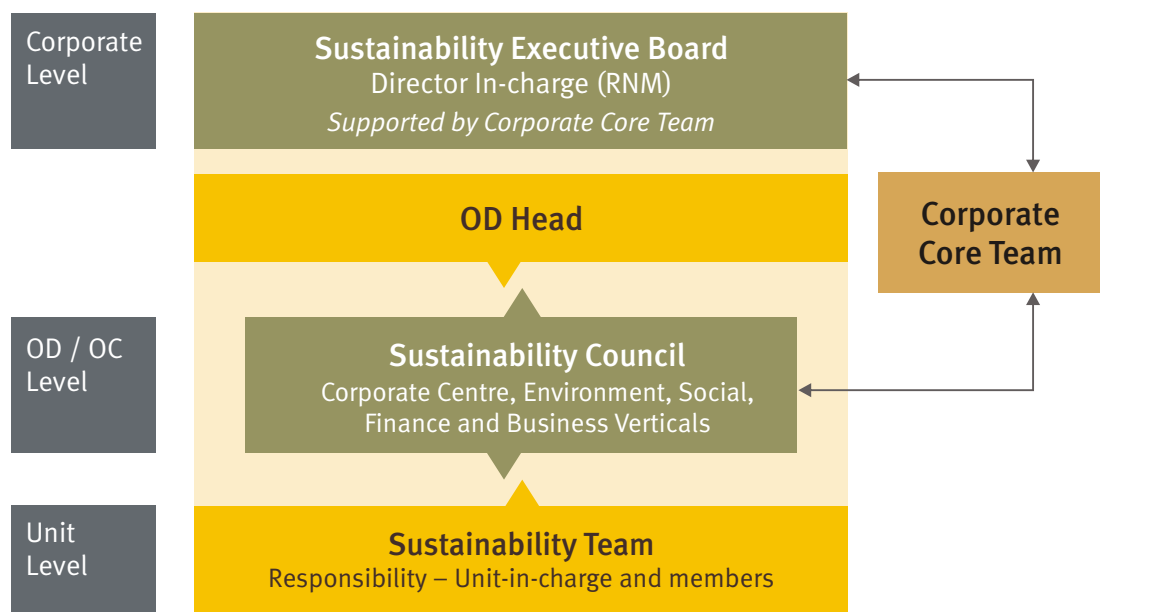 Corporate
Level
Sustainability Executive Board
Director In-charge (RNM)
Supported by Corporate Core Team
OD Head
Corporate
Core Team
OD / OC
Level
Sustainability Council
Corporate Centre, Environment, Social,
Finance and Business Verticals
Unit
Level
Sustainability Team
Responsibility – Unit-in-charge and members